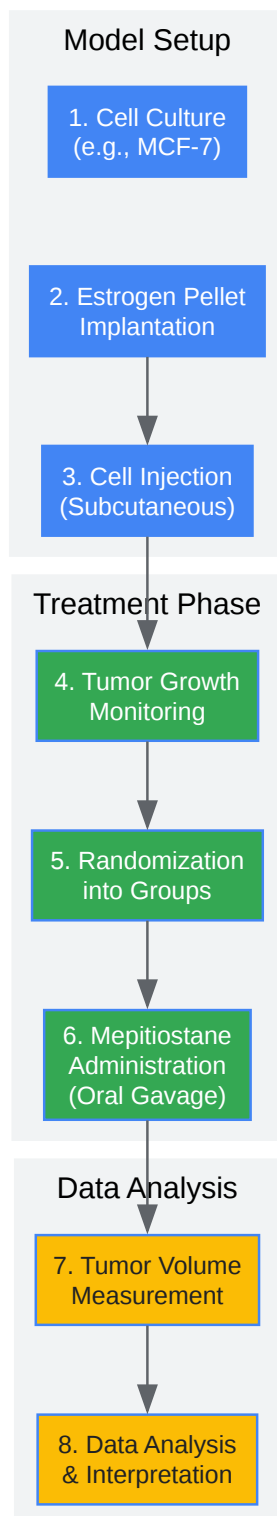 Model Setup
1. Cell Culture
(e.g., MCF-7)
2. Estrogen Pellet
Implantation
3. Cell Injection
(Subcutaneous)
Treatment Phase
4. Tumor Growth
Monitoring
5. Randomization
into Groups
6. Mepitiostane
Administration
(Oral Gavage)
Data Analysis
7. Tumor Volume
Measurement
8. Data Analysis
& Interpretation